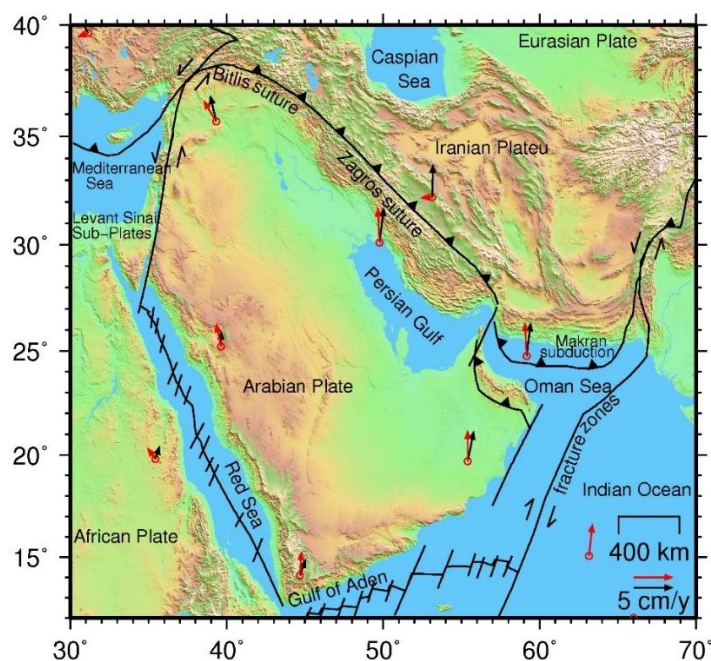 40°
35°
30°
25°
20°
15°
30°
40°
50°
60°
70°
Caspian
Sea
Eurasian Plate
Bitlis suture
Iranian Plateu
Mediterranean
Sea
Zagros suture
Levant Sinai
Sub-Plates
Persian Gulf
Makran
subduction
Arabian Plate
Oman Sea
fracture zones
Red Sea
Indian Ocean
African Plate
400 km
Gulf of Aden
5 cm/y